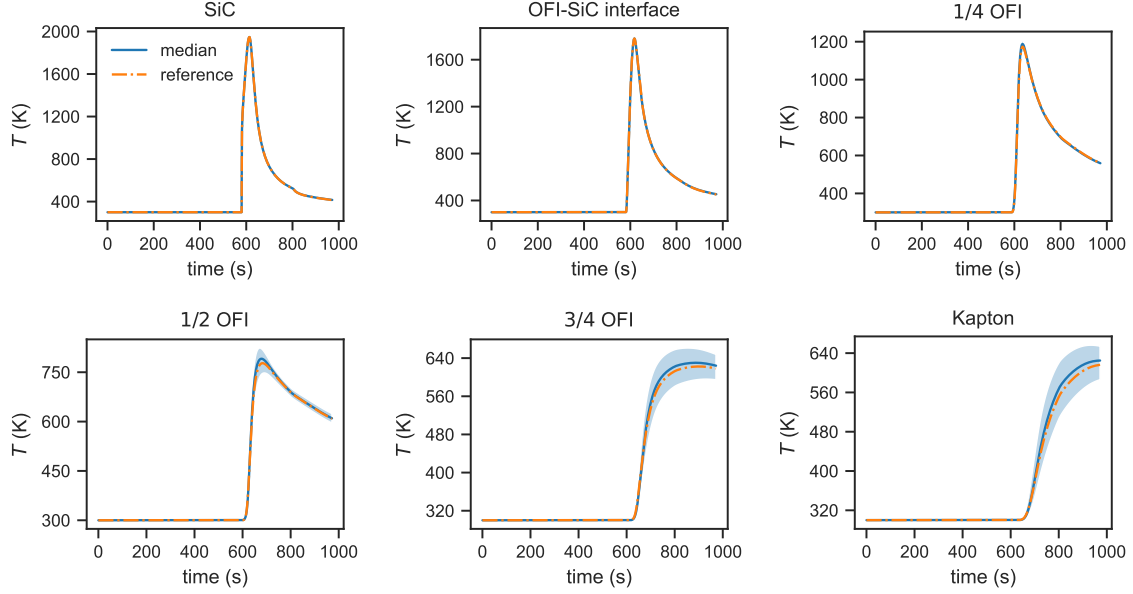 SiC
2000
1600
1200
800
400
T (K)
median
reference
0 200 400 600 800 1000
time (s)
OFI-SiC interface
1600
1200
800
400
T (K)
0 200 400 600 800 1000
time (s)
1/4 OFI
1200
1000
800
600
400
T (K)
0 200 400 600 800 1000
time (s)
1/2 OFI
750
600
450
300
T (K)
0 200 400 600 800 1000
time (s)
3/4 OFI
640
560
480
400
320
T (K)
0 200 400 600 800 1000
time (s)
Kapton
640
560
480
400
320
T (K)
0 200 400 600 800 1000
time (s)